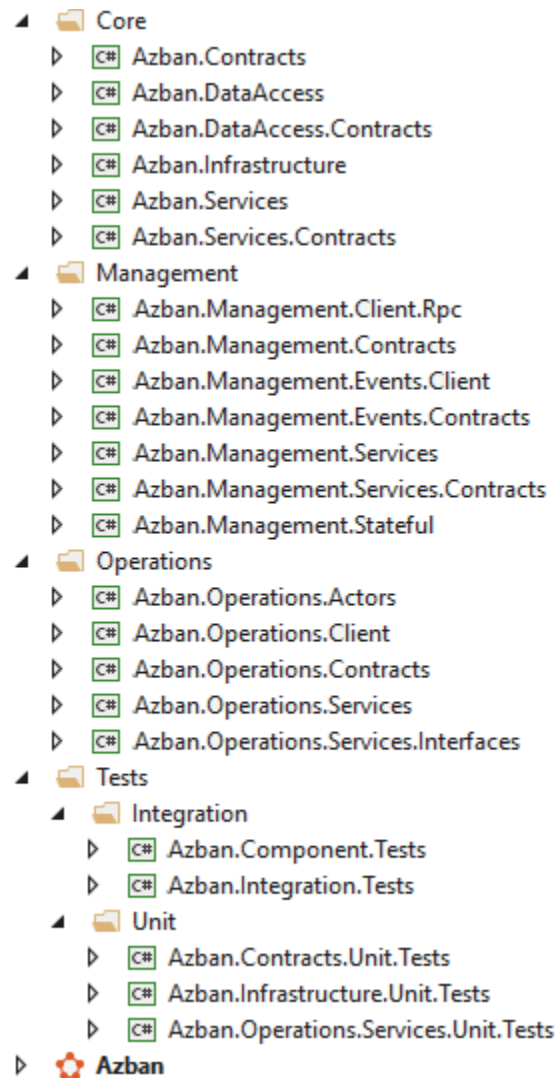 Core
C# Azban.Contracts
C# Azban.DataAccess
C# Azban.DataAccess.Contracts
C# Azban.Infrastructure
C# Azban.Services
C# Azban.Services.Contracts
Management
C# Azban.Management.Client.Rpc
C# Azban.Management.Contracts
C# Azban.Management.Events.Client
C# Azban.Management.Events.Contracts
C# Azban.Management.Services
C# Azban.Management.Services.Contracts
C# Azban.Management.Stateful
Operations
C# Azban.Operations.Actors
C# Azban.Operations.Client
C# Azban.Operations.Contracts
C# Azban.Operations.Services
C# Azban.Operations.Services.Interfaces
Tests
Integration
C# Azban.Component.Tests
C# Azban.Integration.Tests
Unit
C# Azban.Contracts.Unit.Tests
C# Azban.Infrastructure.Unit.Tests
C# Azban.Operations.Services.Unit.Tests
Azban